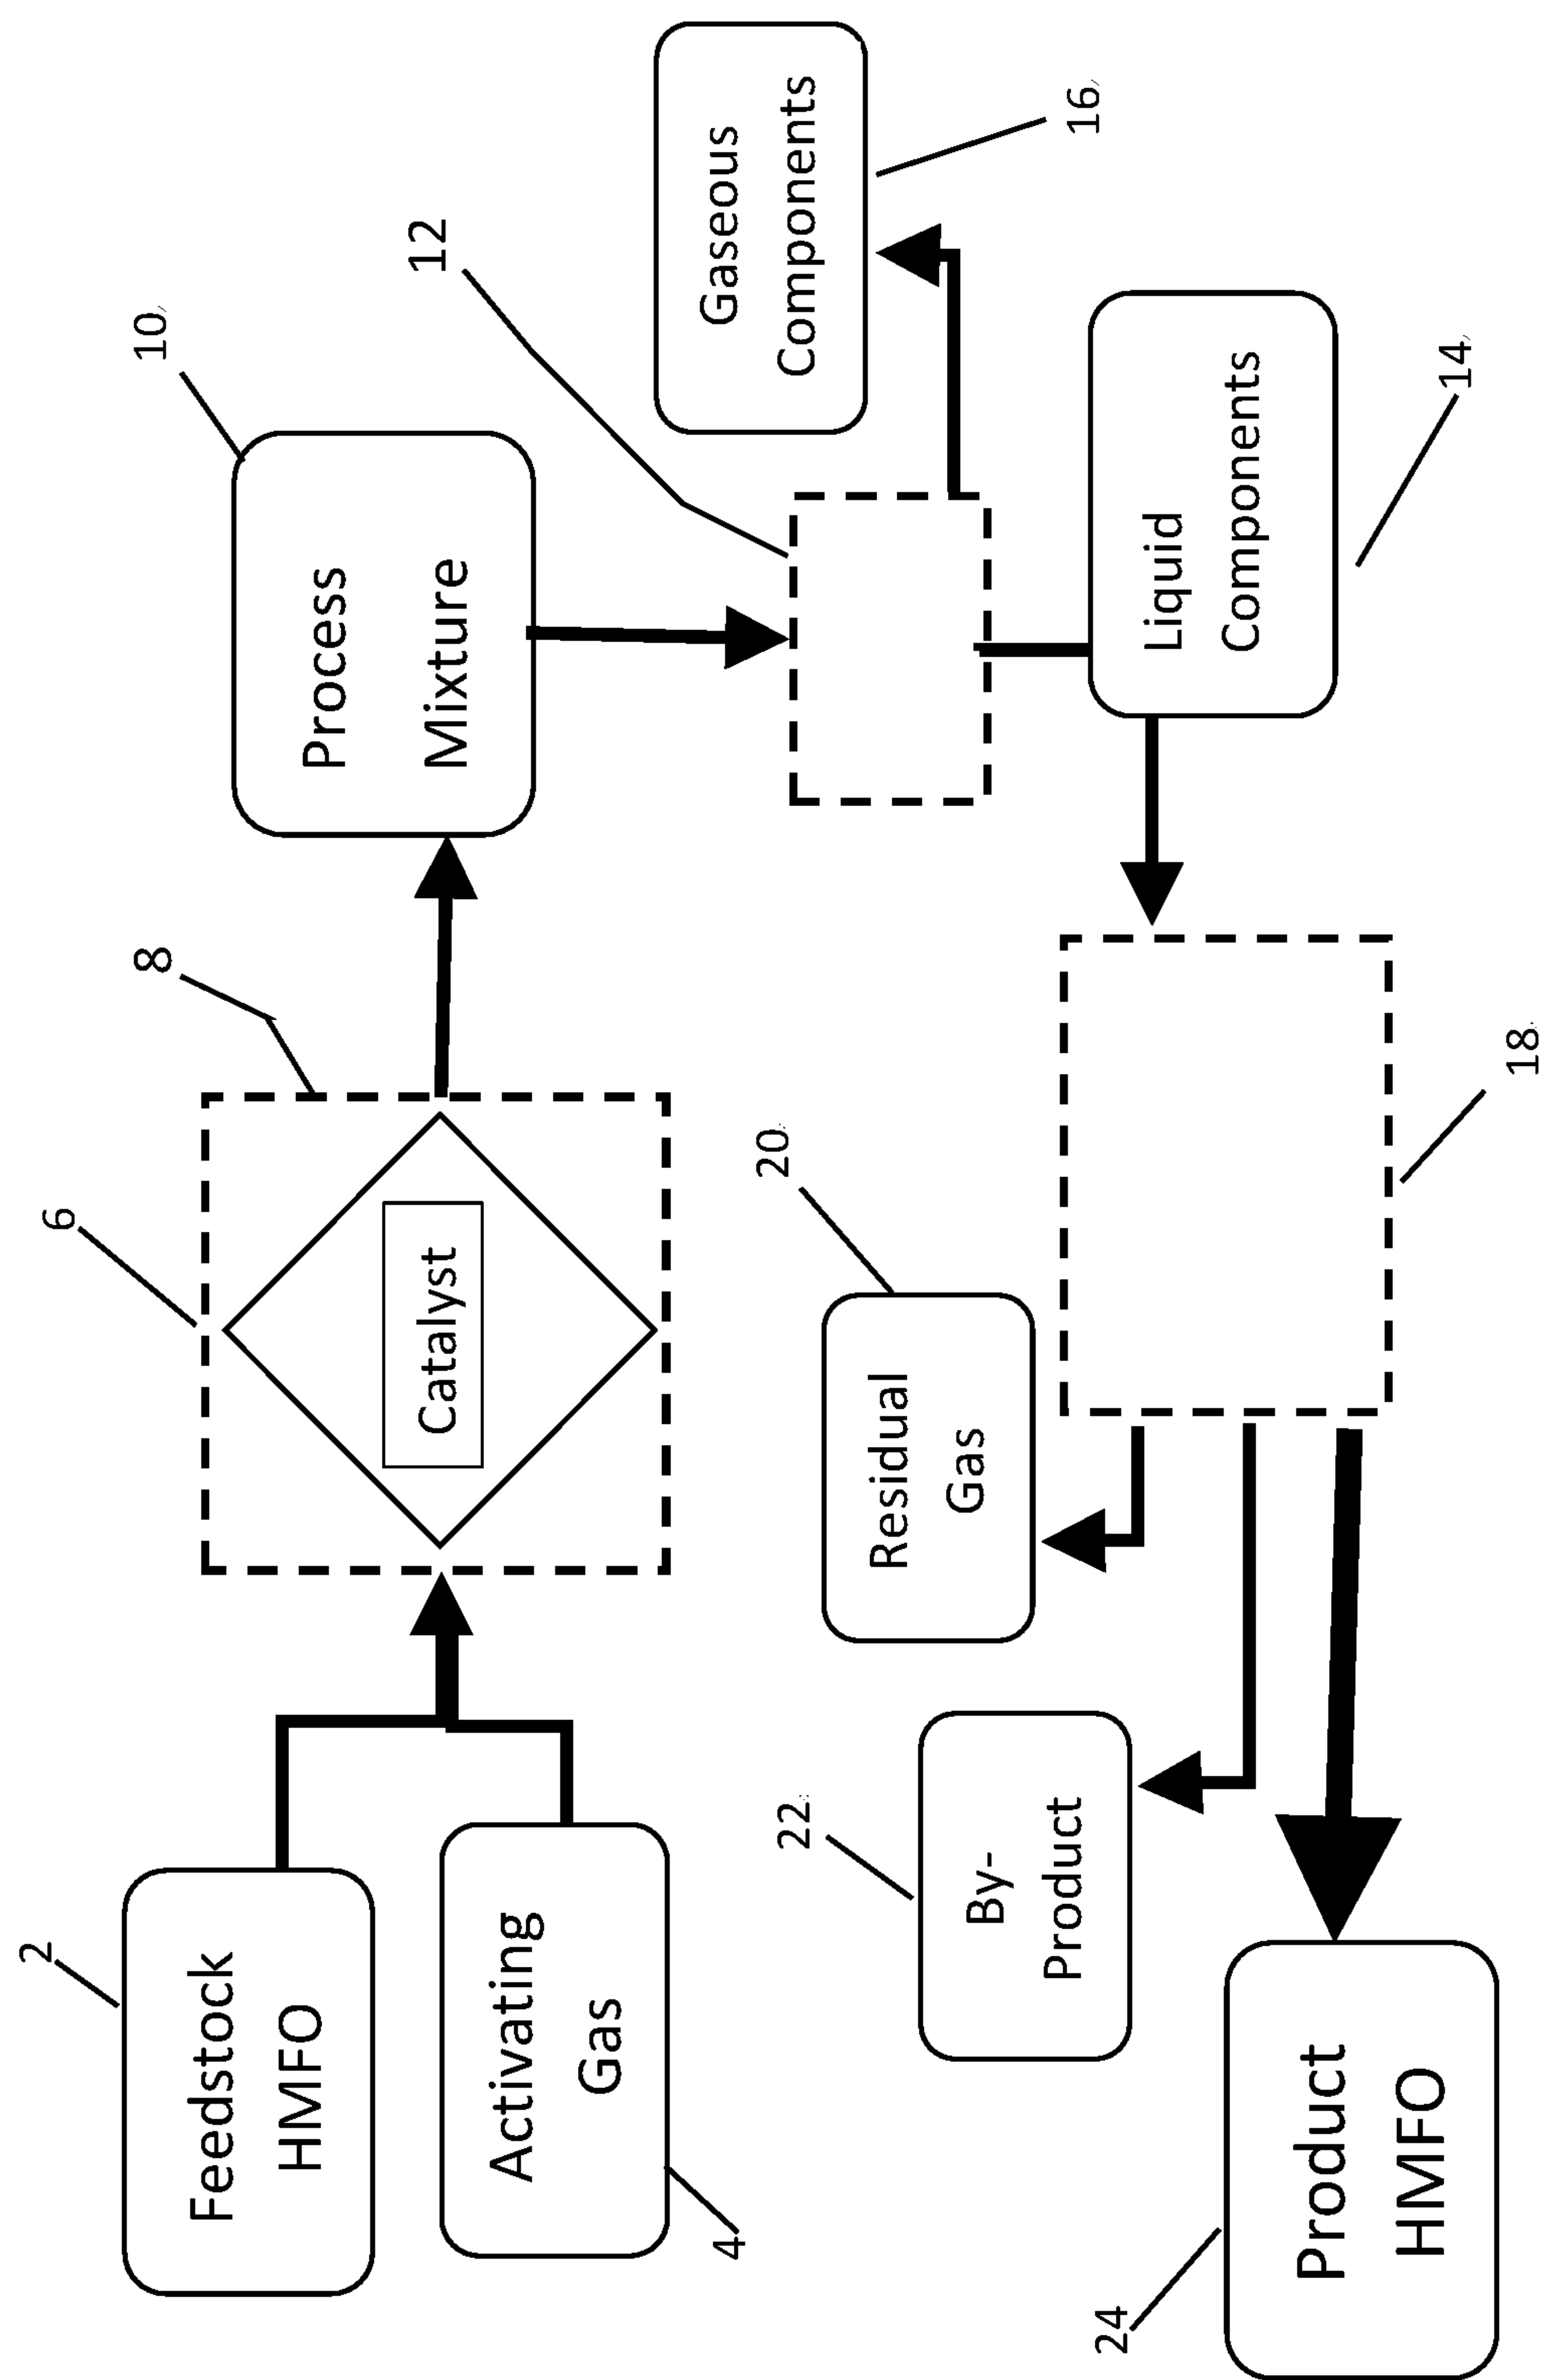 2
Feedstock
HMFO
4
Activating
Gas
6
8
Catalyst
10
Process
Mixture
12
Gaseous
Components
16
Liquid
Components
14
18
20
Residual
Gas
22
By-
Product
24
Product
HMFO